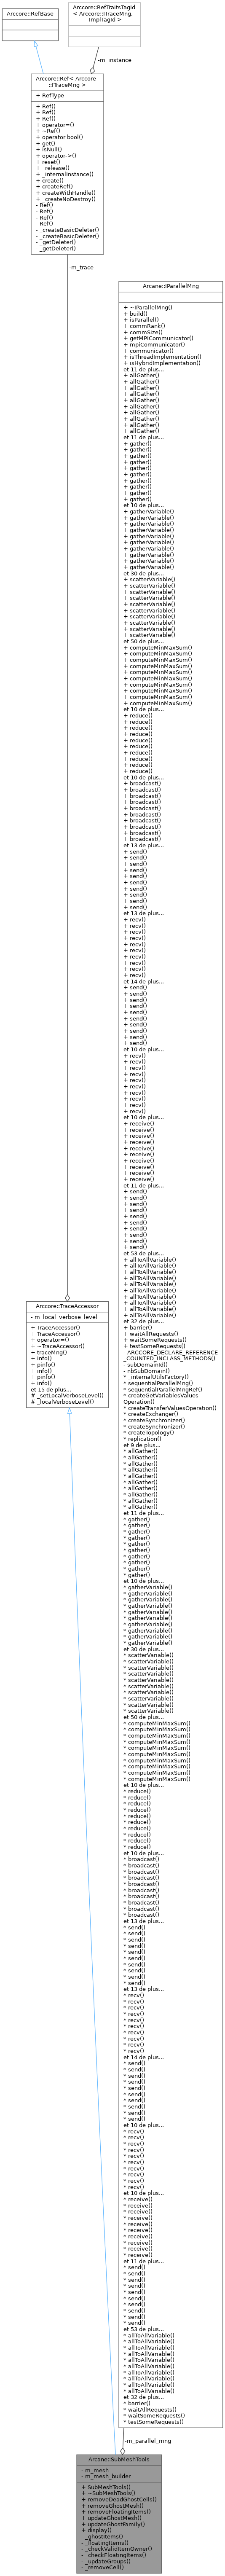 Arccore::RefBase
Arccore::RefTraitsTagId
< Arccore::ITraceMng,
ImplTagId >
-m_instance
Arccore::Ref< Arccore
::ITraceMng >
+ RefType
+ Ref()
+ Ref()
+ Ref()
+ operator=()
+ ~Ref()
+ operator bool()
+ get()
+ isNull()
+ operator->()
+ reset()
+ _release()
+ _internalInstance()
+ create()
+ createRef()
+ createWithHandle()
+ _createNoDestroy()
- Ref()
- Ref()
- Ref()
- Ref()
- _createBasicDeleter()
- _createBasicDeleter()
- _getDeleter()
- _getDeleter()
-m_trace
Arcane::IParallelMng
+ ~IParallelMng()
+ build()
+ isParallel()
+ commRank()
+ commSize()
+ getMPICommunicator()
+ mpiCommunicator()
+ communicator()
+ isThreadImplementation()
+ isHybridImplementation()
et 11 de plus...
+ allGather()
+ allGather()
+ allGather()
+ allGather()
+ allGather()
+ allGather()
+ allGather()
+ allGather()
+ allGather()
+ allGather()
et 11 de plus...
+ gather()
+ gather()
+ gather()
+ gather()
+ gather()
+ gather()
+ gather()
+ gather()
+ gather()
+ gather()
et 10 de plus...
+ gatherVariable()
+ gatherVariable()
+ gatherVariable()
+ gatherVariable()
+ gatherVariable()
+ gatherVariable()
+ gatherVariable()
+ gatherVariable()
+ gatherVariable()
+ gatherVariable()
et 30 de plus...
+ scatterVariable()
+ scatterVariable()
+ scatterVariable()
+ scatterVariable()
+ scatterVariable()
+ scatterVariable()
+ scatterVariable()
+ scatterVariable()
+ scatterVariable()
+ scatterVariable()
et 50 de plus...
+ computeMinMaxSum()
+ computeMinMaxSum()
+ computeMinMaxSum()
+ computeMinMaxSum()
+ computeMinMaxSum()
+ computeMinMaxSum()
+ computeMinMaxSum()
+ computeMinMaxSum()
+ computeMinMaxSum()
+ computeMinMaxSum()
et 10 de plus...
+ reduce()
+ reduce()
+ reduce()
+ reduce()
+ reduce()
+ reduce()
+ reduce()
+ reduce()
+ reduce()
+ reduce()
et 10 de plus...
+ broadcast()
+ broadcast()
+ broadcast()
+ broadcast()
+ broadcast()
+ broadcast()
+ broadcast()
+ broadcast()
+ broadcast()
+ broadcast()
et 13 de plus...
+ send()
+ send()
+ send()
+ send()
+ send()
+ send()
+ send()
+ send()
+ send()
+ send()
et 13 de plus...
+ recv()
+ recv()
+ recv()
+ recv()
+ recv()
+ recv()
+ recv()
+ recv()
+ recv()
+ recv()
et 14 de plus...
+ send()
+ send()
+ send()
+ send()
+ send()
+ send()
+ send()
+ send()
+ send()
+ send()
et 10 de plus...
+ recv()
+ recv()
+ recv()
+ recv()
+ recv()
+ recv()
+ recv()
+ recv()
+ recv()
+ recv()
et 10 de plus...
+ receive()
+ receive()
+ receive()
+ receive()
+ receive()
+ receive()
+ receive()
+ receive()
+ receive()
+ receive()
et 11 de plus...
+ send()
+ send()
+ send()
+ send()
+ send()
+ send()
+ send()
+ send()
+ send()
+ send()
et 53 de plus...
+ allToAllVariable()
+ allToAllVariable()
+ allToAllVariable()
+ allToAllVariable()
+ allToAllVariable()
+ allToAllVariable()
+ allToAllVariable()
+ allToAllVariable()
+ allToAllVariable()
+ allToAllVariable()
et 32 de plus...
+ barrier()
* waitAllRequests()
* waitSomeRequests()
* testSomeRequests()
- ARCCORE_DECLARE_REFERENCE
_COUNTED_INCLASS_METHODS()
- subDomainId()
- nbSubDomain()
* _internalUtilsFactory()
* sequentialParallelMng()
* sequentialParallelMngRef()
* createGetVariablesValues
Operation()
* createTransferValuesOperation()
* createExchanger()
* createSynchronizer()
* createSynchronizer()
* createTopology()
* replication()
et 9 de plus...
* allGather()
* allGather()
* allGather()
* allGather()
* allGather()
* allGather()
* allGather()
* allGather()
* allGather()
* allGather()
et 11 de plus...
* gather()
* gather()
* gather()
* gather()
* gather()
* gather()
* gather()
* gather()
* gather()
* gather()
et 10 de plus...
* gatherVariable()
* gatherVariable()
* gatherVariable()
* gatherVariable()
* gatherVariable()
* gatherVariable()
* gatherVariable()
* gatherVariable()
* gatherVariable()
* gatherVariable()
et 30 de plus...
* scatterVariable()
* scatterVariable()
* scatterVariable()
* scatterVariable()
* scatterVariable()
* scatterVariable()
* scatterVariable()
* scatterVariable()
* scatterVariable()
* scatterVariable()
et 50 de plus...
* computeMinMaxSum()
* computeMinMaxSum()
* computeMinMaxSum()
* computeMinMaxSum()
* computeMinMaxSum()
* computeMinMaxSum()
* computeMinMaxSum()
* computeMinMaxSum()
* computeMinMaxSum()
* computeMinMaxSum()
et 10 de plus...
* reduce()
* reduce()
* reduce()
* reduce()
* reduce()
* reduce()
* reduce()
* reduce()
* reduce()
* reduce()
et 10 de plus...
* broadcast()
* broadcast()
* broadcast()
* broadcast()
* broadcast()
* broadcast()
* broadcast()
* broadcast()
* broadcast()
* broadcast()
et 13 de plus...
* send()
* send()
* send()
* send()
* send()
* send()
* send()
* send()
* send()
* send()
et 13 de plus...
* recv()
* recv()
* recv()
* recv()
* recv()
* recv()
* recv()
* recv()
* recv()
* recv()
et 14 de plus...
* send()
* send()
* send()
* send()
* send()
* send()
* send()
* send()
* send()
* send()
et 10 de plus...
* recv()
* recv()
* recv()
* recv()
* recv()
* recv()
* recv()
* recv()
* recv()
* recv()
et 10 de plus...
* receive()
* receive()
* receive()
* receive()
* receive()
* receive()
* receive()
* receive()
* receive()
* receive()
et 11 de plus...
* send()
* send()
* send()
* send()
* send()
* send()
* send()
* send()
* send()
* send()
et 53 de plus...
* allToAllVariable()
* allToAllVariable()
* allToAllVariable()
* allToAllVariable()
* allToAllVariable()
* allToAllVariable()
* allToAllVariable()
* allToAllVariable()
* allToAllVariable()
* allToAllVariable()
et 32 de plus...
* barrier()
* waitAllRequests()
* waitSomeRequests()
* testSomeRequests()
Arccore::TraceAccessor
- m_local_verbose_level
+ TraceAccessor()
+ TraceAccessor()
+ operator=()
+ ~TraceAccessor()
+ traceMng()
+ info()
+ pinfo()
+ info()
+ pinfo()
+ info()
et 15 de plus...
# _setLocalVerboseLevel()
# _localVerboseLevel()
-m_parallel_mng
Arcane::SubMeshTools
- m_mesh
- m_mesh_builder
+ SubMeshTools()
+ ~SubMeshTools()
+ removeDeadGhostCells()
+ removeGhostMesh()
+ removeFloatingItems()
+ updateGhostMesh()
+ updateGhostFamily()
+ display()
- _ghostItems()
- _floatingItems()
- _checkValidItemOwner()
- _checkFloatingItems()
- _updateGroups()
- _removeCell()